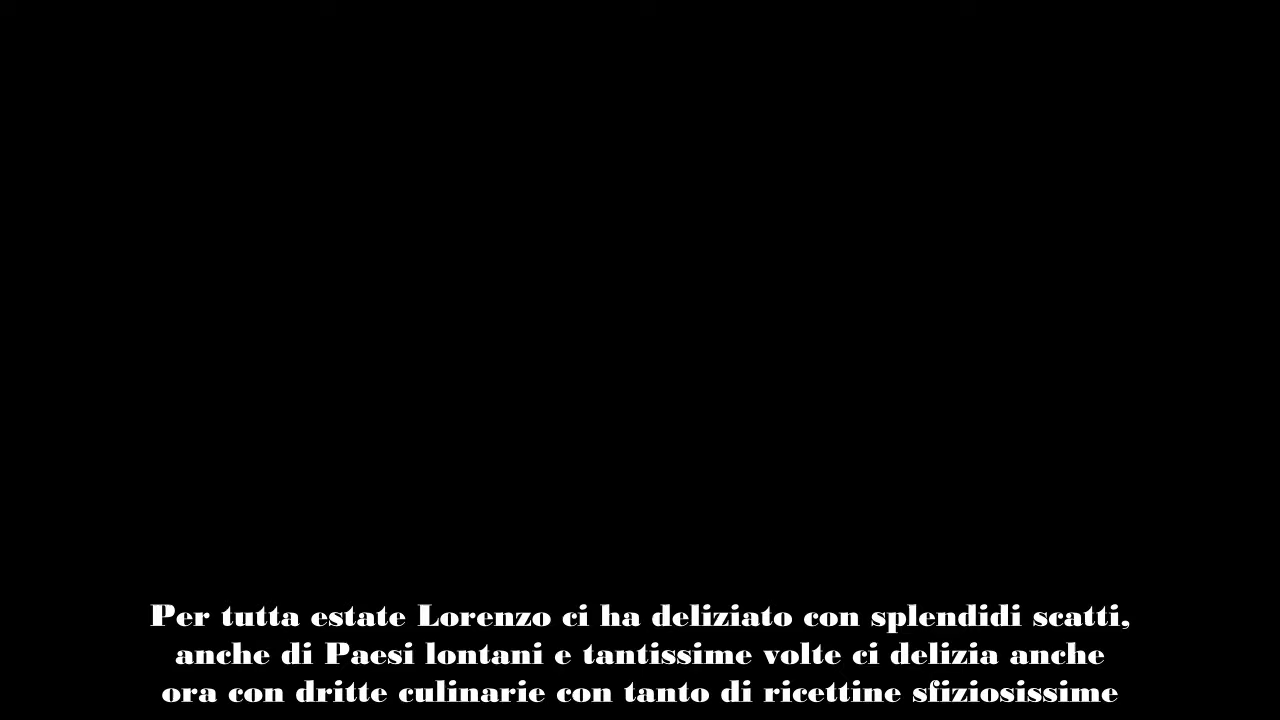 Per tutta estate Lorenzo ci ha deliziato con splendidi scatti,
anche di Paesi lontani e tantissime volte ci delizia anche
ora con dritte culinarie con tanto di ricettine sfiziosissime